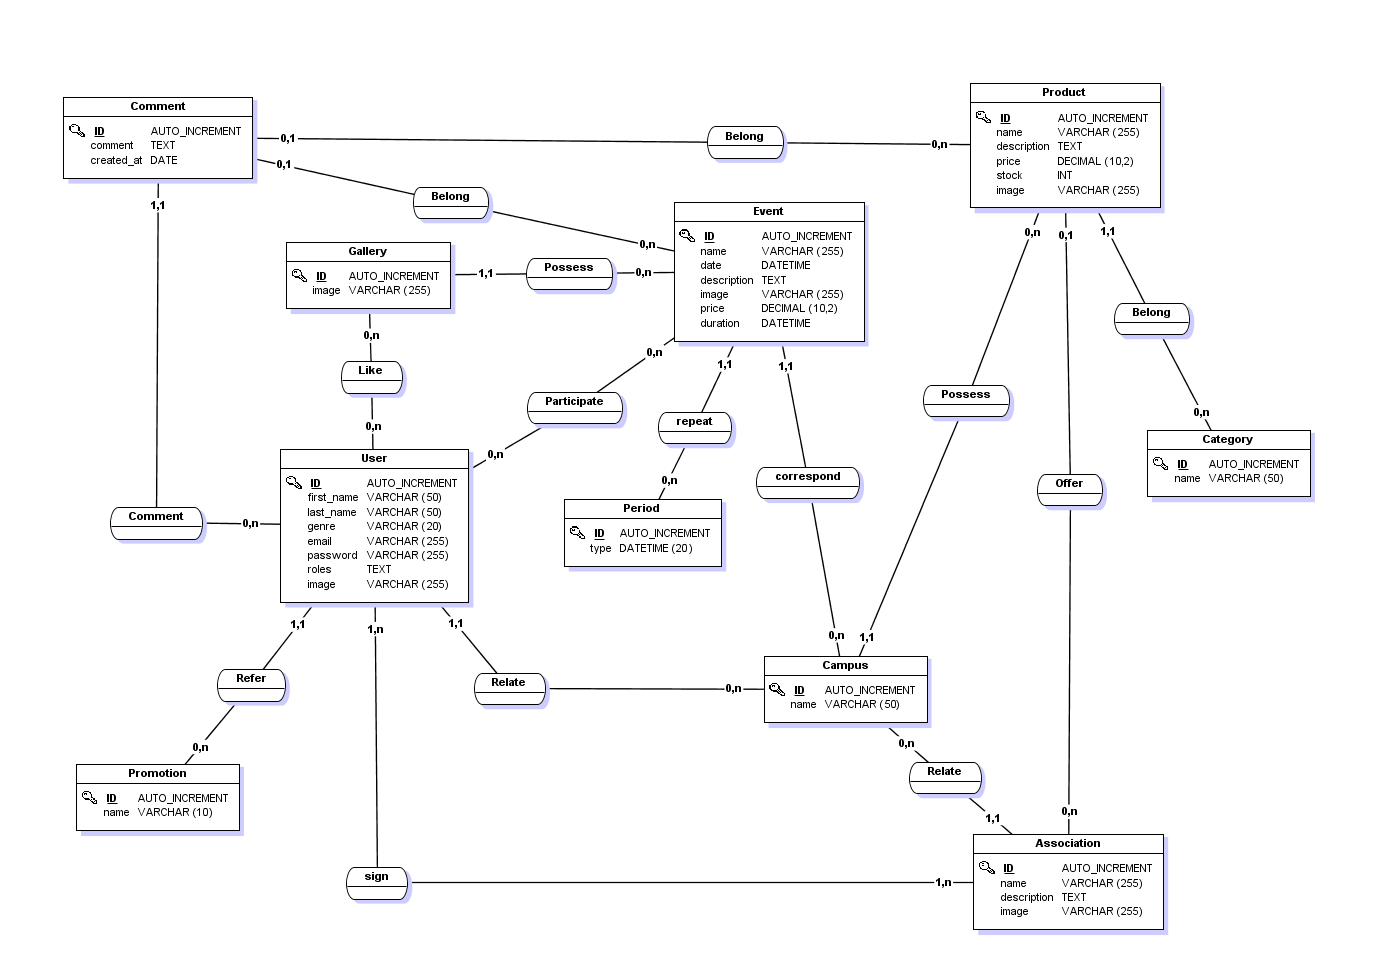 Comment
ID AUTO_INCREMENT
comment TEXT
created_at DATE
Product
ID AUTO_INCREMENT
name VARCHAR (255)
description TEXT
price DECIMAL (10,2)
stock INT
image VARCHAR (255)
0,1
Belong
0,n
0,1
Belong
0,n
1,1
Event
ID AUTO_INCREMENT
name VARCHAR (255)
date DATETIME
description TEXT
image VARCHAR (255)
price DECIMAL (10,2)
duration DATETIME
Gallery
ID AUTO_INCREMENT
image VARCHAR (255)
1,1
Possess
0,n
0,n
0,1
1,1
Belong
0,n
0,n
Like
0,n
0,n
Participate
0,n
1,1
repeat
0,n
1,1
correspond
0,n
Possess
1,1
Category
ID AUTO_INCREMENT
name VARCHAR (50)
User
ID AUTO_INCREMENT
first_name VARCHAR (50)
last_name VARCHAR (50)
genre VARCHAR (20)
email VARCHAR (255)
password VARCHAR (255)
roles TEXT
image VARCHAR (255)
Comment
0,n
Period
ID AUTO_INCREMENT
type DATETIME (20)
Offer
0,n
1,1
Refer
0,n
1,n
1,1
Relate
0,n
Campus
ID AUTO_INCREMENT
name VARCHAR (50)
0,n
Relate
1,1
Promotion
ID AUTO_INCREMENT
name VARCHAR (10)
sign
1,n
Association
ID AUTO_INCREMENT
name VARCHAR (255)
description TEXT
image VARCHAR (255)